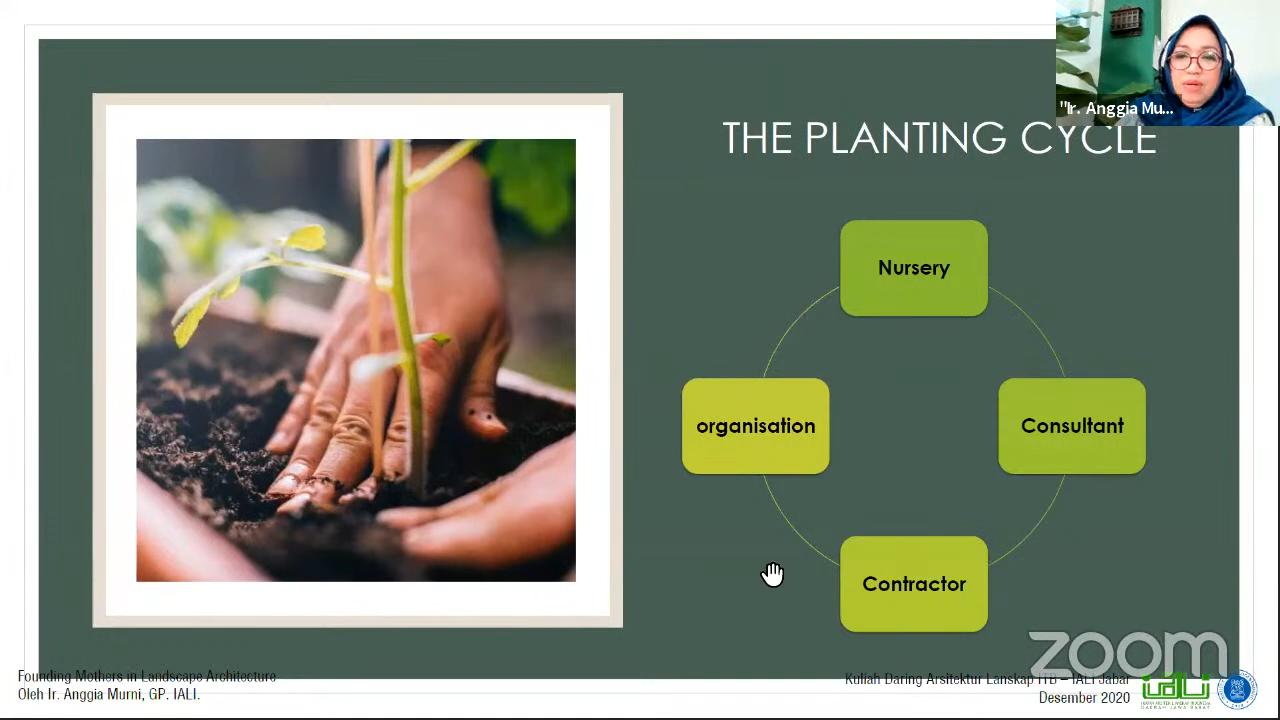 "Ir. Anggia Mu...
THE PLANTING CYCLE
Nursery
organisation
Consultant
Contractor
zoom
Founding Mothers in Landscape Architecture
Oleh Ir. Anggia Murni, GP. IALI.
Kuliah Daring Arsitektur Lanskap ITB – IALI Jabar
Desember 2020
iali